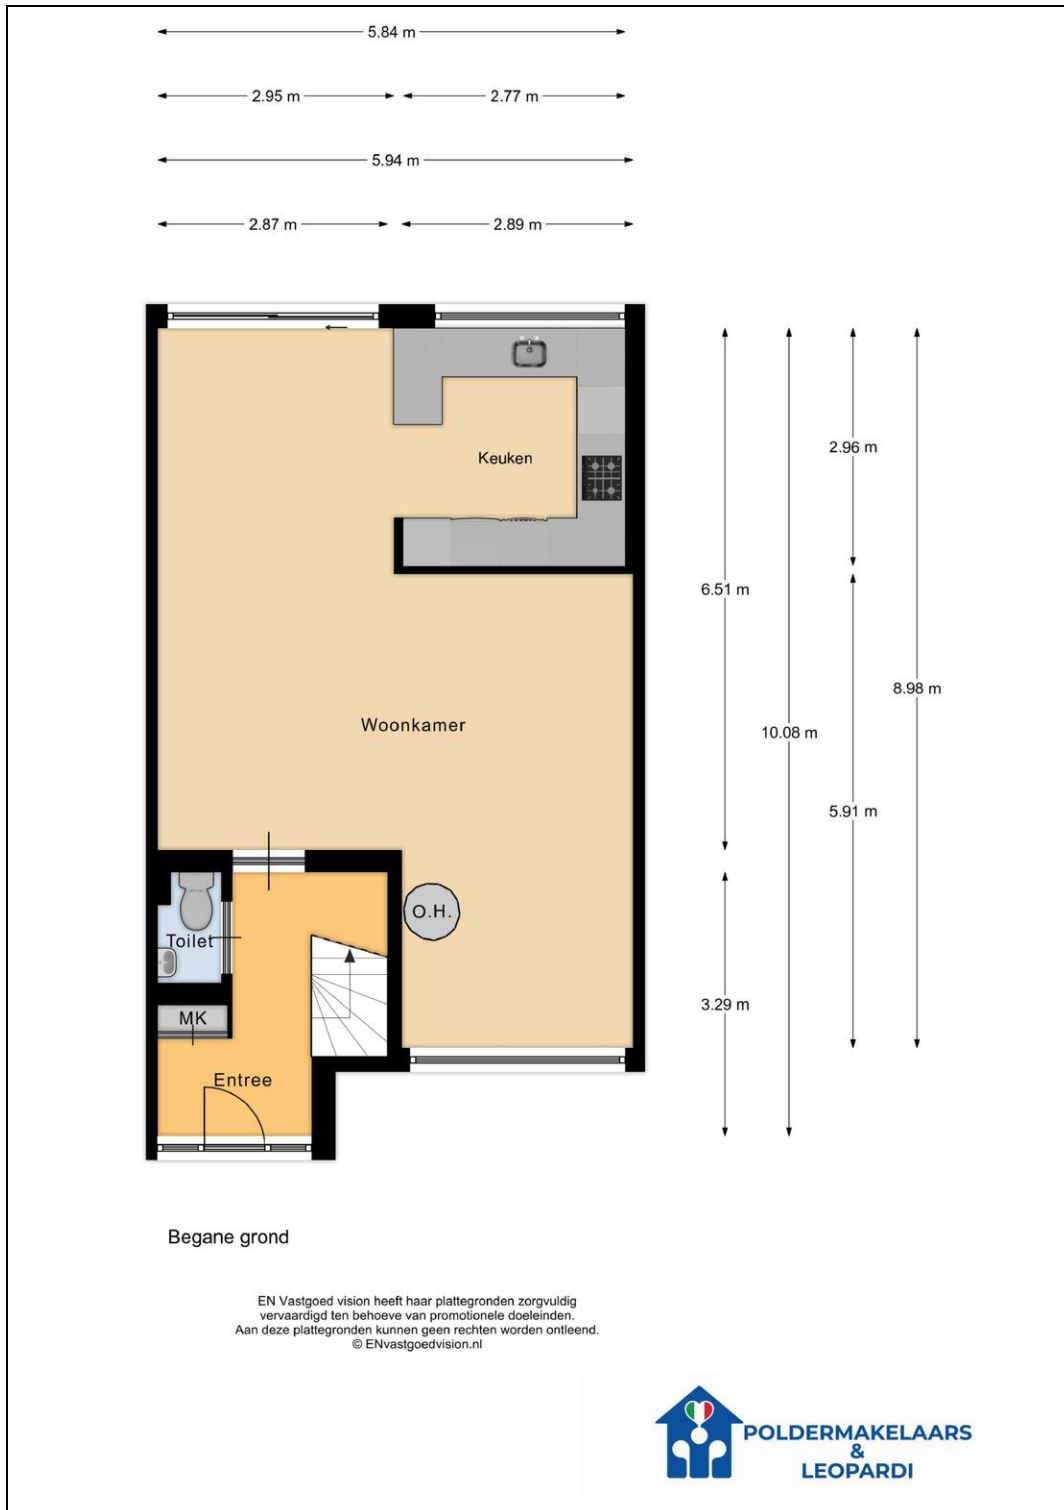 5.84 m
2.95 m
2.77 m
5.94 m
2.87 m
2.89 m
Keuken
2.96 m
6.51 m
8.98 m
Woonkamer
10.08 m
5.91 m
O.H.
Toilet
3.29 m
MK
Entree
Begane grond
EN Vastgoed vision heeft haar plattegronden zorgvuldig
vervaardigd ten behoeve van promotionele doeleinden.
Aan deze plattegronden kunnen geen rechten worden ontleend.
© ENvastgoedvision.nl
POLDERMAKELAARS
&
LEOPARDI